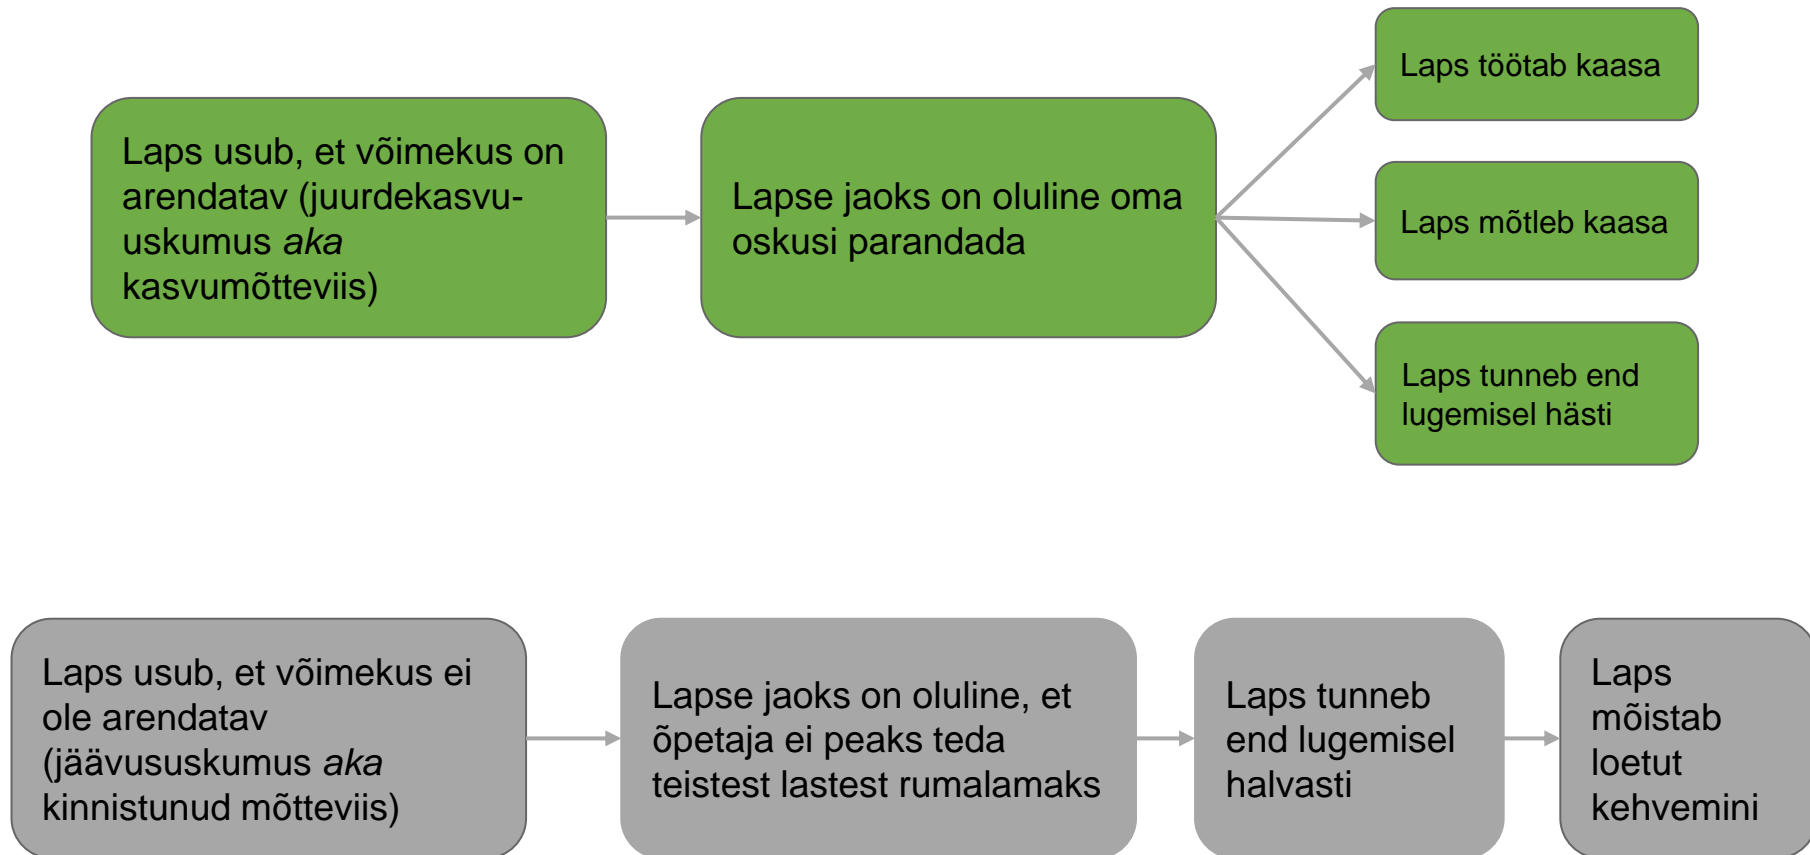 Laps usub, et võimekus on
arendatav (juurdekasvu-
uskumus aka
kasvumõtteviis)
Lapse jaoks on oluline oma
oskusi parandada
Laps töötab kaasa
Laps mõtleb kaasa
Laps tunneb end
lugemisel hästi
Laps usub, et võimekus ei
ole arendatav
(jäävususkumus aka
kinnistunud mõtteviis)
Lapse jaoks on oluline, et
õpetaja ei peaks teda
teistest lastest rumalamaks
Laps tunneb
end lugemisel
halvasti
Laps
mõistab
loetut
kehvemini